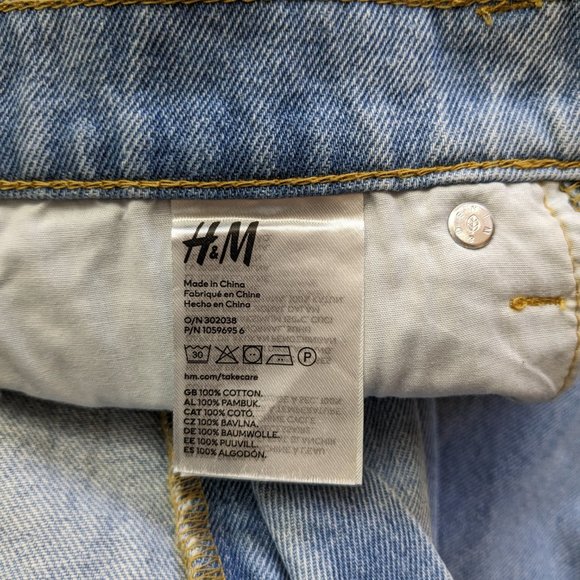 H&M
Made in China
Fabriqué en Chine
Hecho en China
O/N 302038
P/N 1059695 6
30
P
hm.com/takecare
GB 100% COTTON.
AL 100% PAMBUK.
CAT 100% COTÓ.
CZ 100% BAVLNA.
DE 100% BAUMWOLLE.
EE 100% PUUVILL.
ES 100% ALGODÓN.